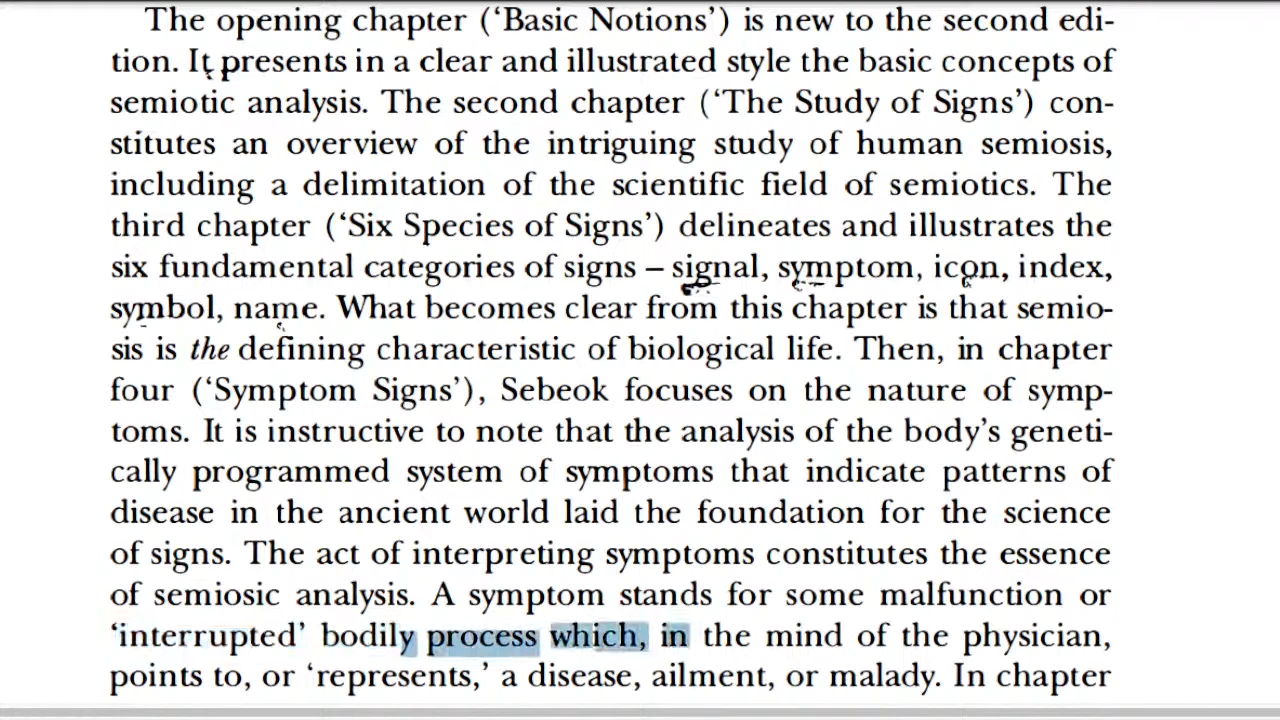 The opening chapter (‘Basic Notions’) is new to the second edi-
tion. It presents in a clear and illustrated style the basic concepts of
semiotic analysis. The second chapter (‘The Study of Signs’) con-
stitutes an overview of the intriguing study of human semiosis,
including a delimitation of the scientific field of semiotics. The
third chapter (‘Six Species of Signs’) delineates and illustrates the
six fundamental categories of signs – signal, symptom, icon, index,
symbol, name. What becomes clear from this chapter is that semio-
sis is the defining characteristic of biological life. Then, in chapter
four (‘Symptom Signs’), Sebeok focuses on the nature of symp-
toms. It is instructive to note that the analysis of the body’s geneti-
cally programmed system of symptoms that indicate patterns of
disease in the ancient world laid the foundation for the science
of signs. The act of interpreting symptoms constitutes the essence
of semiosic analysis. A symptom stands for some malfunction or
‘interrupted’ bodily process which, in the mind of the physician,
points to, or ‘represents,’ a disease, ailment, or malady. In chapter